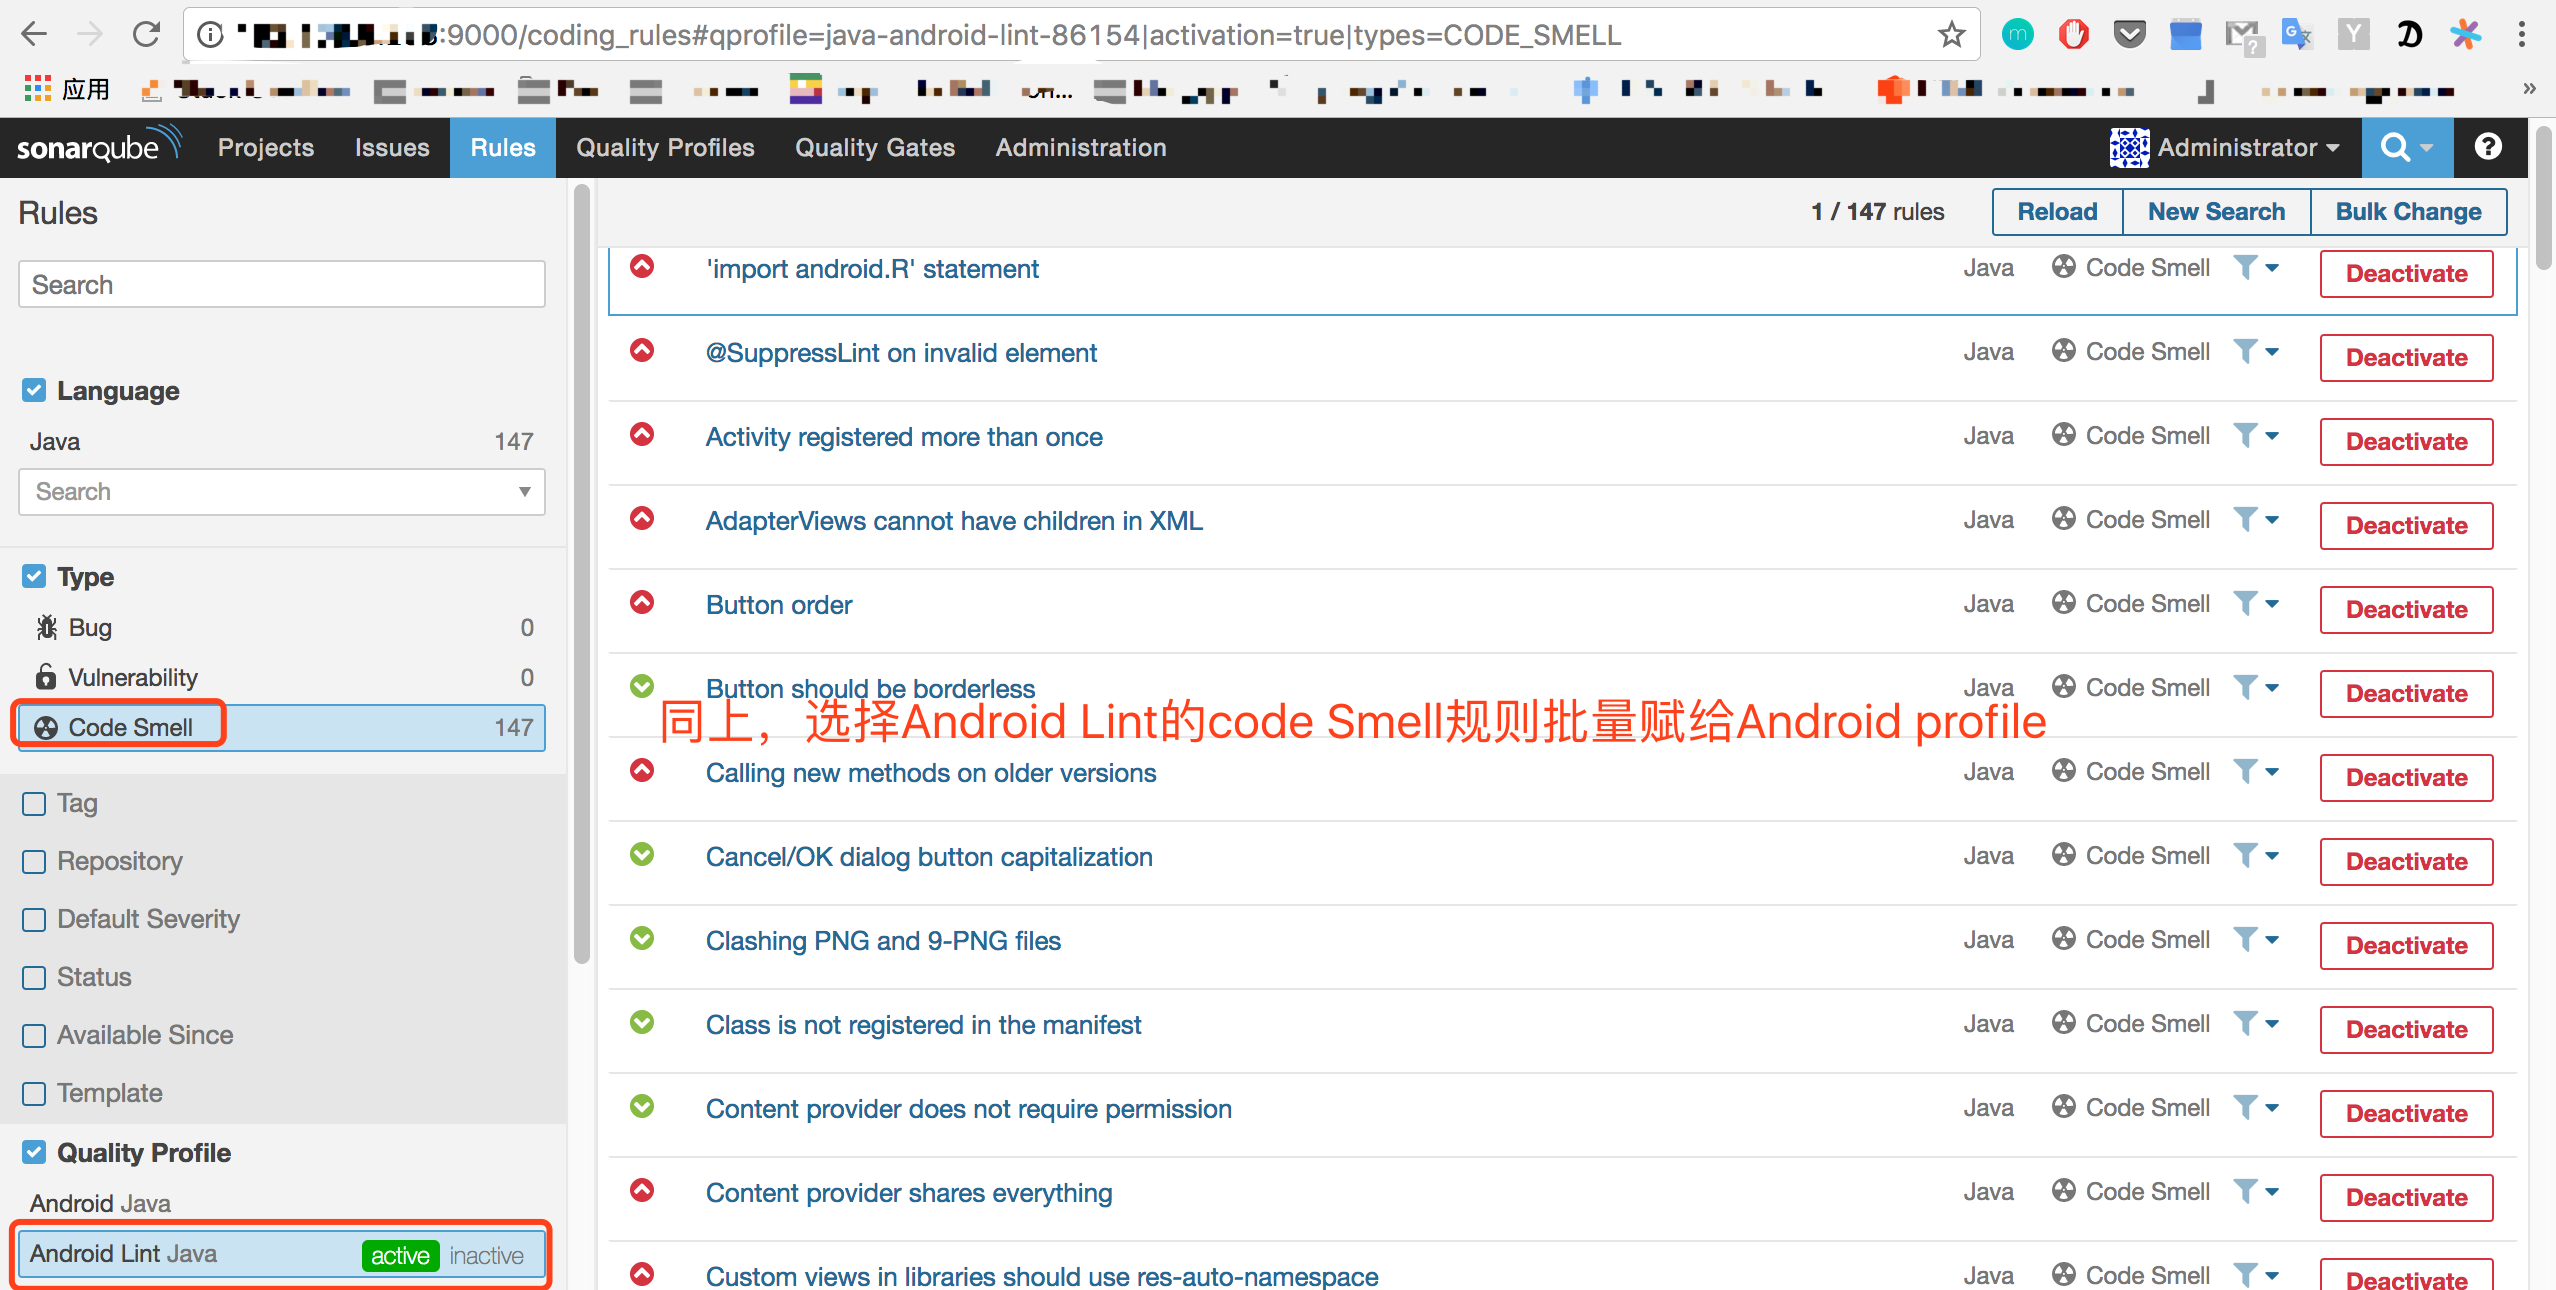 :9000/coding_rules#qprofile=java-android-lint-86154|activation=true|types=CODE_SMELL
应用
sonarqube Projects Issues Rules Quality Profiles Quality Gates Administration Administrator
Rules
Search
Language
Java 147
Search
Type
Bug 0
Vulnerability 0
Code Smell 147
Tag
Repository
Default Severity
Status
Available Since
Template
Quality Profile
Android Java
Android Lint Java active inactive
1 / 147 rules Reload New Search Bulk Change
'import android.R' statement Java Code Smell Deactivate
@SuppressLint on invalid element Java Code Smell Deactivate
Activity registered more than once Java Code Smell Deactivate
AdapterViews cannot have children in XML Java Code Smell Deactivate
Button order Java Code Smell Deactivate
Button should be borderless Java Code Smell Deactivate
同上，选择Android Lint的code Smell规则批量赋给Android profile
Calling new methods on older versions Java Code Smell Deactivate
Cancel/OK dialog button capitalization Java Code Smell Deactivate
Clashing PNG and 9-PNG files Java Code Smell Deactivate
Class is not registered in the manifest Java Code Smell Deactivate
Content provider does not require permission Java Code Smell Deactivate
Content provider shares everything Java Code Smell Deactivate
Custom views in libraries should use res-auto-namespace Java Code Smell Deactivate